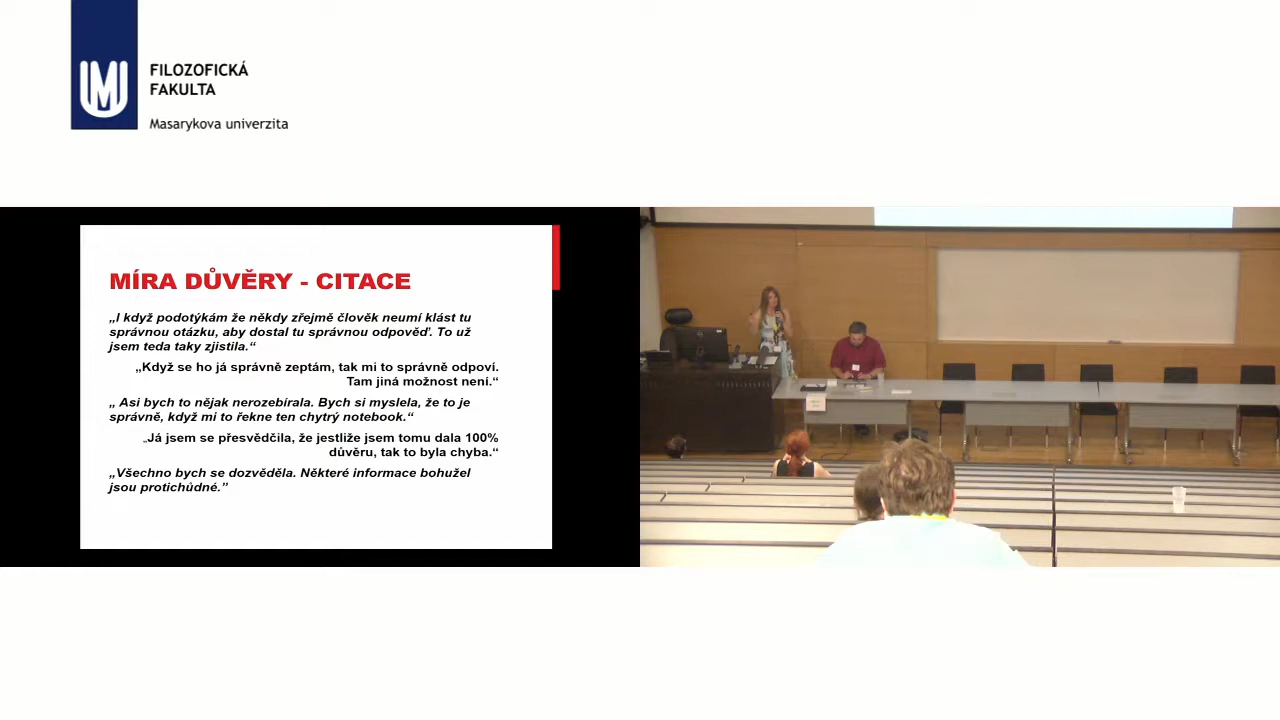 FILOZOFICKÁ
FAKULTA
Masarykova univerzita
MÍRA DŮVĚRY - CITACE
„I když podotýkám že někdy zřejmě člověk neumí klást tu
správnou otázku, aby dostal tu správnou odpověď. To už
jsem teda taky zjistila.“
„Když se ho já správně zeptám, tak mi to správně odpoví.
Tam jiná možnost není.“
„ Asi bych to nějak nerozebírala. Bych si myslela, že to je
správně, když mi to řekne ten chytrý notebook.“
„Já jsem se přesvědčila, že jestliže jsem tomu dala 100%
důvěru, tak to byla chyba.“
„Všechno bych se dozvěděla. Některé informace bohužel
jsou protichůdné.”